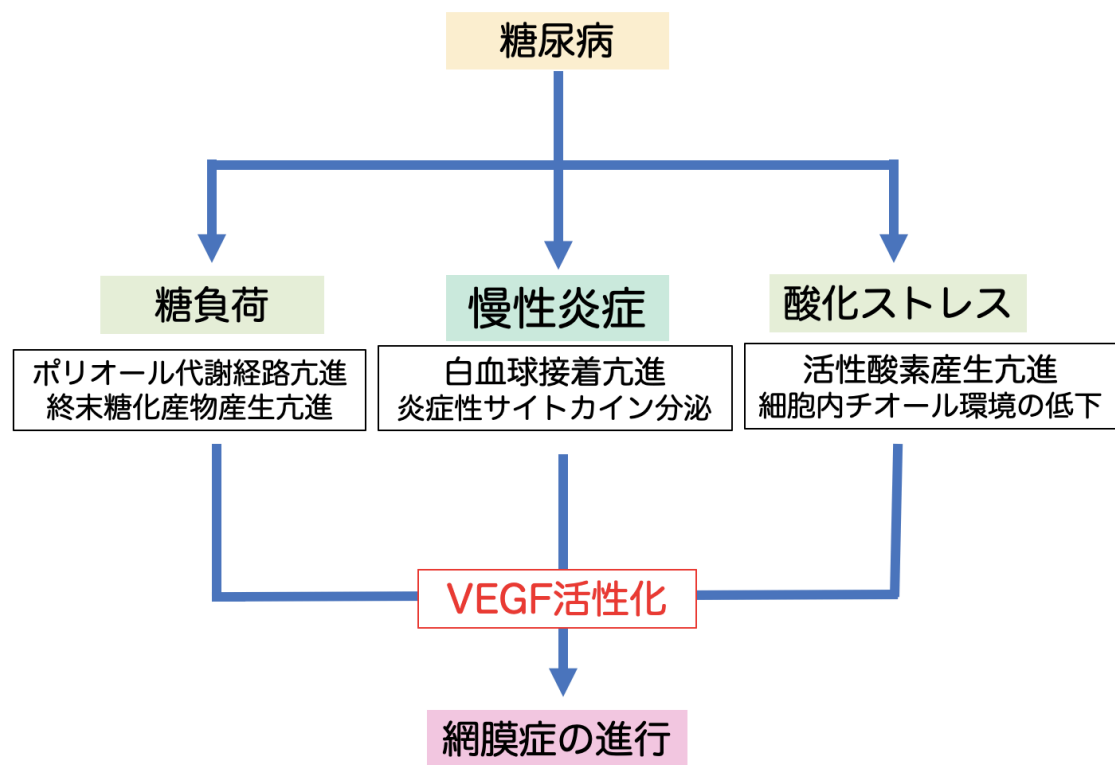 糖尿病
糖負荷
ポリオール代謝経路亢進
終末糖化産物産生亢進
慢性炎症
白血球接着亢進
炎症性サイトカイン分泌
酸化ストレス
活性酸素産生亢進
細胞内チオール環境の低下
VEGF活性化
網膜症の進行